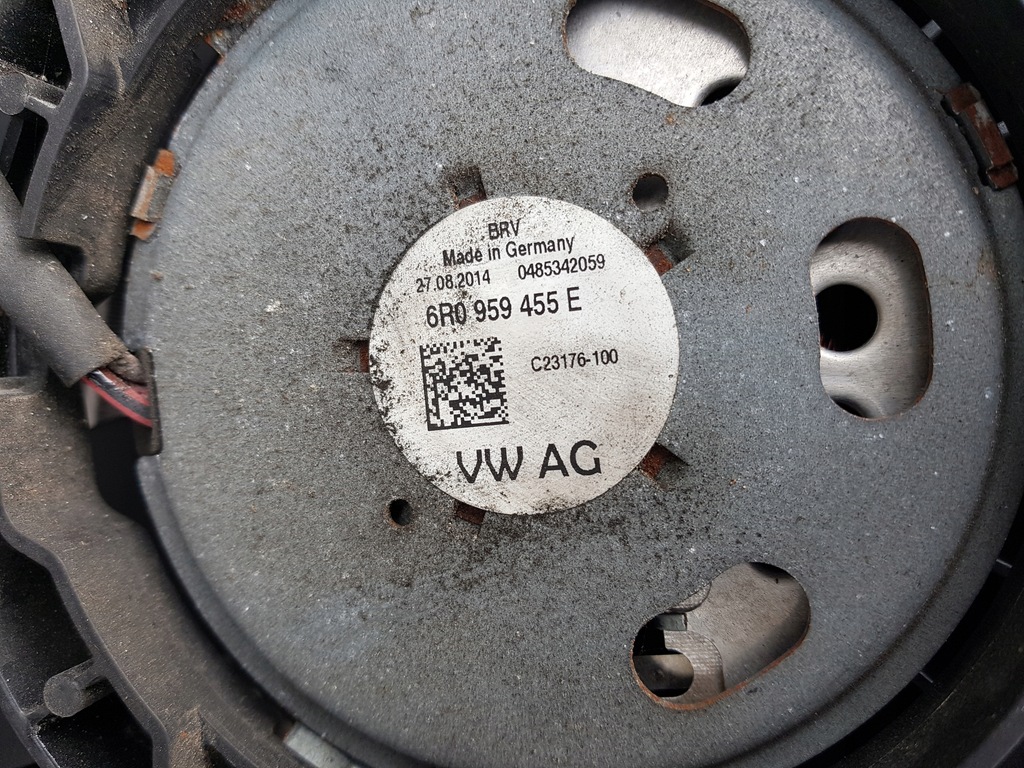 BRV
Made in Germany
27.08.2014 0485342059
6R0 959 455 E
C23176-100
VW AG